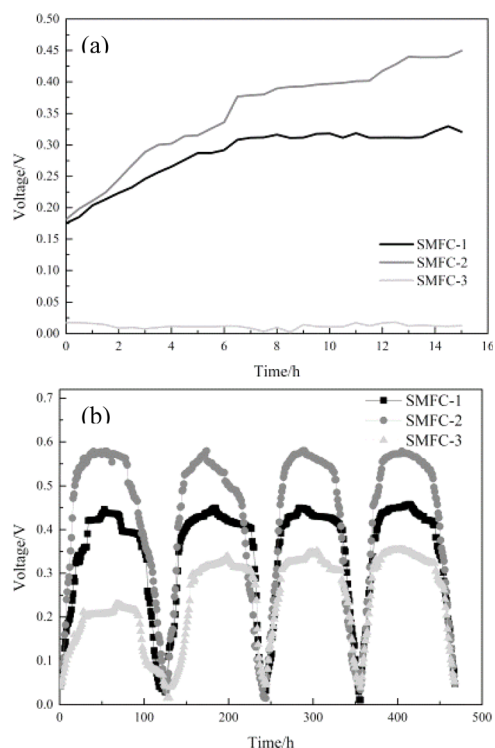 0.50
(a)
0.45
0.40
0.35
0.30
0.25
0.20
0.15
0.10
0.05
0.00
Voltage/V
SMFC-1
SMFC-2
SMFC-3
0 2 4 6 8 10 12 14 16
Time/h
(b)
SMFC-1
SMFC-2
SMFC-3
0.7
0.6
0.5
0.4
0.3
0.2
0.1
0.0
Voltage/V
0 100 200 300 400 500
Time/h